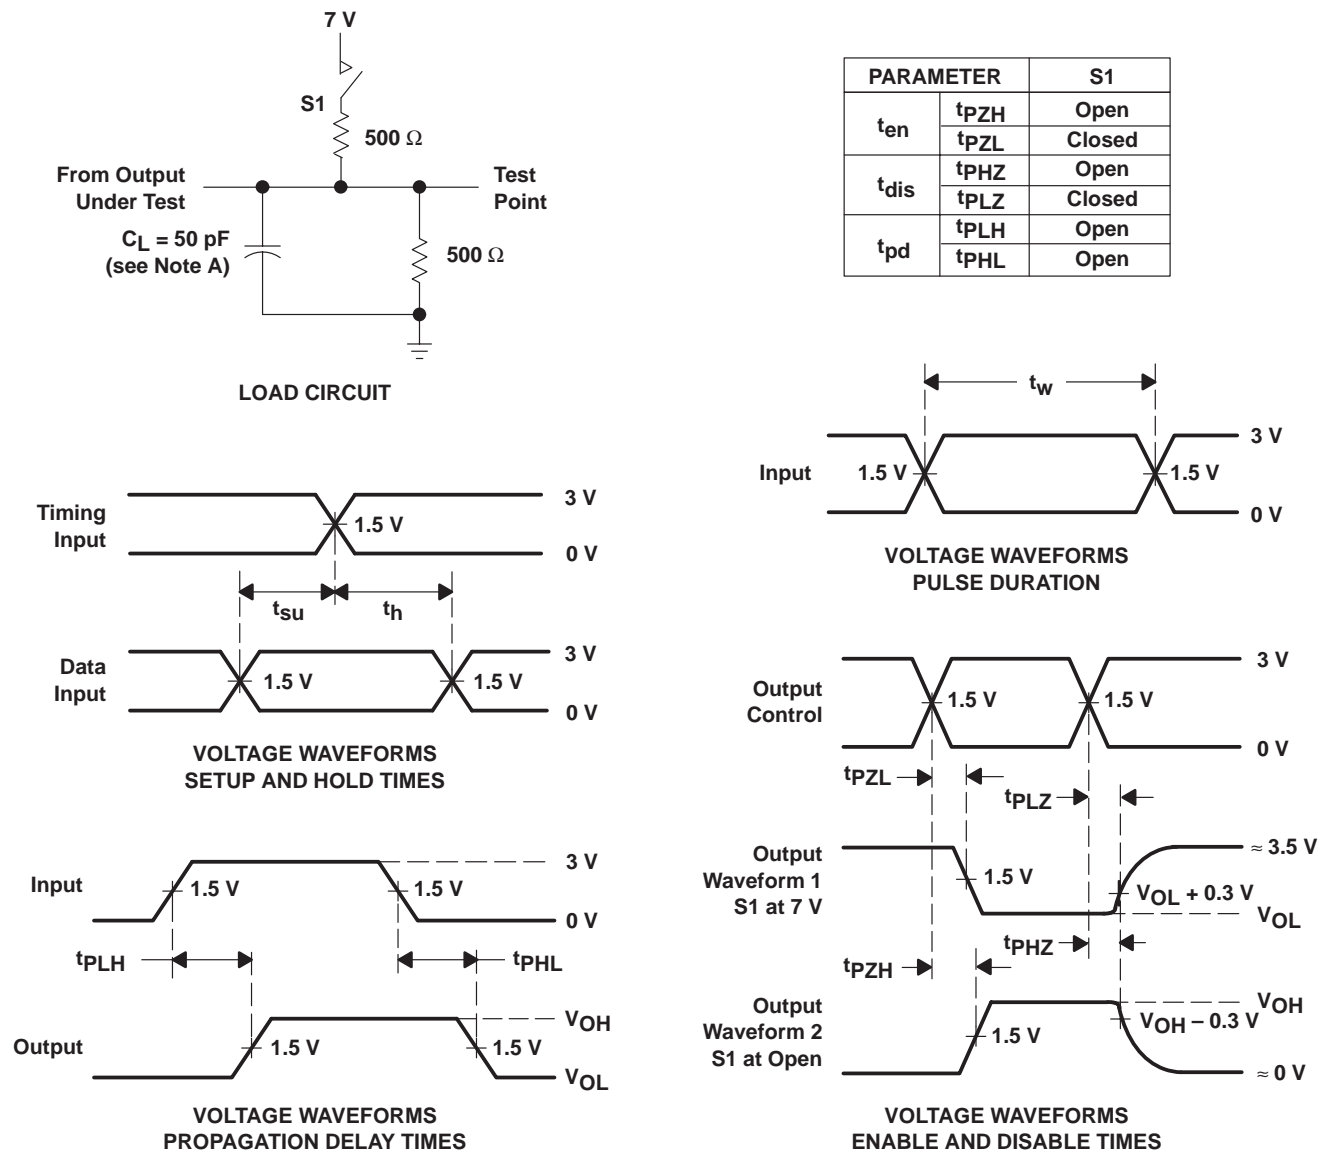 7 V
S1
500 Ω
From Output
Under Test
Test
Point
CL = 50 pF
(see Note A)
500 Ω
LOAD CIRCUIT
PARAMETER S1
ten tPZH Open
tPZL Closed
tdis tPHZ Open
tPLZ Closed
tpd tPLH Open
tPHL Open
tw
Input
1.5 V
1.5 V
3 V
0 V
VOLTAGE WAVEFORMS
PULSE DURATION
Timing
Input
1.5 V
3 V
0 V
tsu
th
Data
Input
1.5 V
1.5 V
3 V
0 V
VOLTAGE WAVEFORMS
SETUP AND HOLD TIMES
Input
1.5 V
1.5 V
3 V
0 V
tPLH
tPHL
Output
1.5 V
1.5 V
VOH
VOL
VOLTAGE WAVEFORMS
PROPAGATION DELAY TIMES
Output
Control
1.5 V
1.5 V
3 V
0 V
tPZL
tPLZ
Output
Waveform 1
S1 at 7 V
1.5 V
≈ 3.5 V
VOL + 0.3 V
VOL
tPHZ
tPZH
Output
Waveform 2
S1 at Open
1.5 V
VOH
VOH – 0.3 V
≈ 0 V
VOLTAGE WAVEFORMS
ENABLE AND DISABLE TIMES